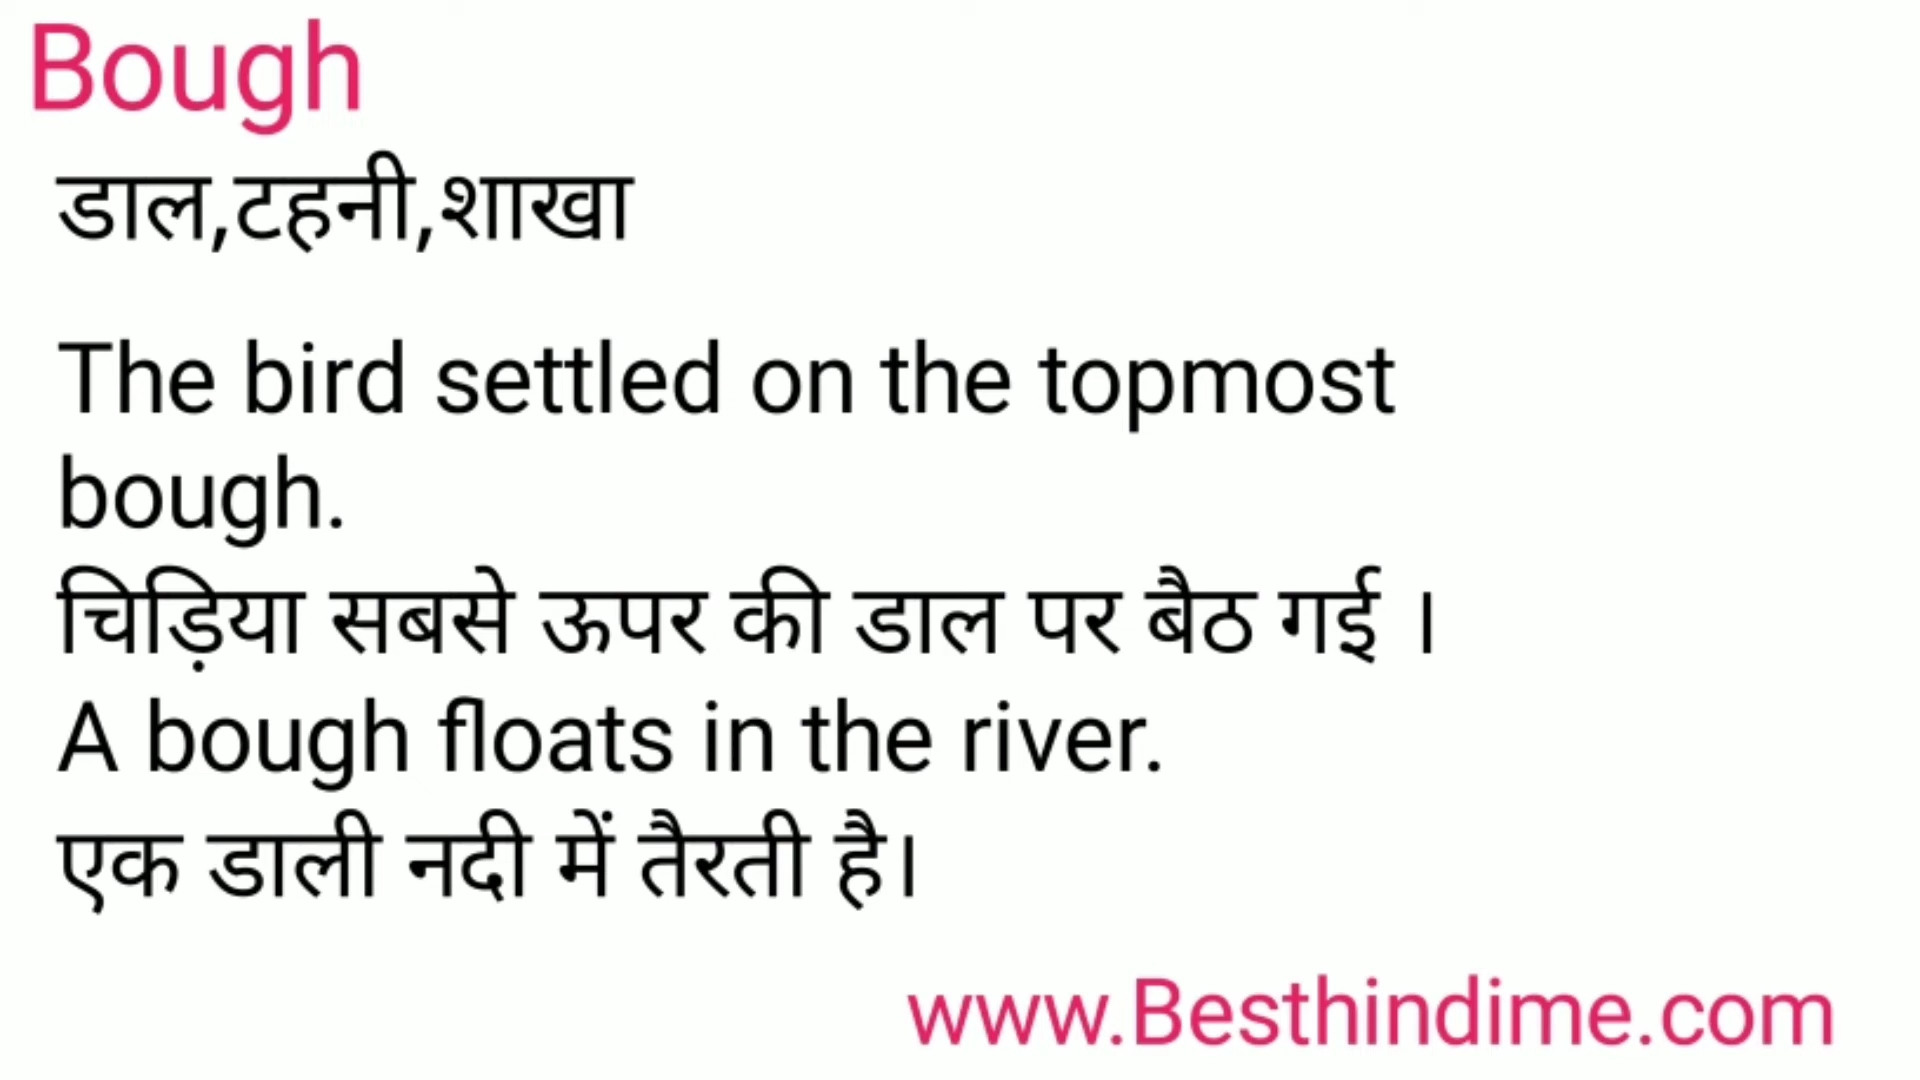 Bough
डाल,टहनी,शाखा
The bird settled on the topmost
bough.
चिड़िया सबसे ऊपर की डाल पर बैठ गई ।
A bough floats in the river.
एक डाली नदी में तैरती है।
www.Besthindime.com